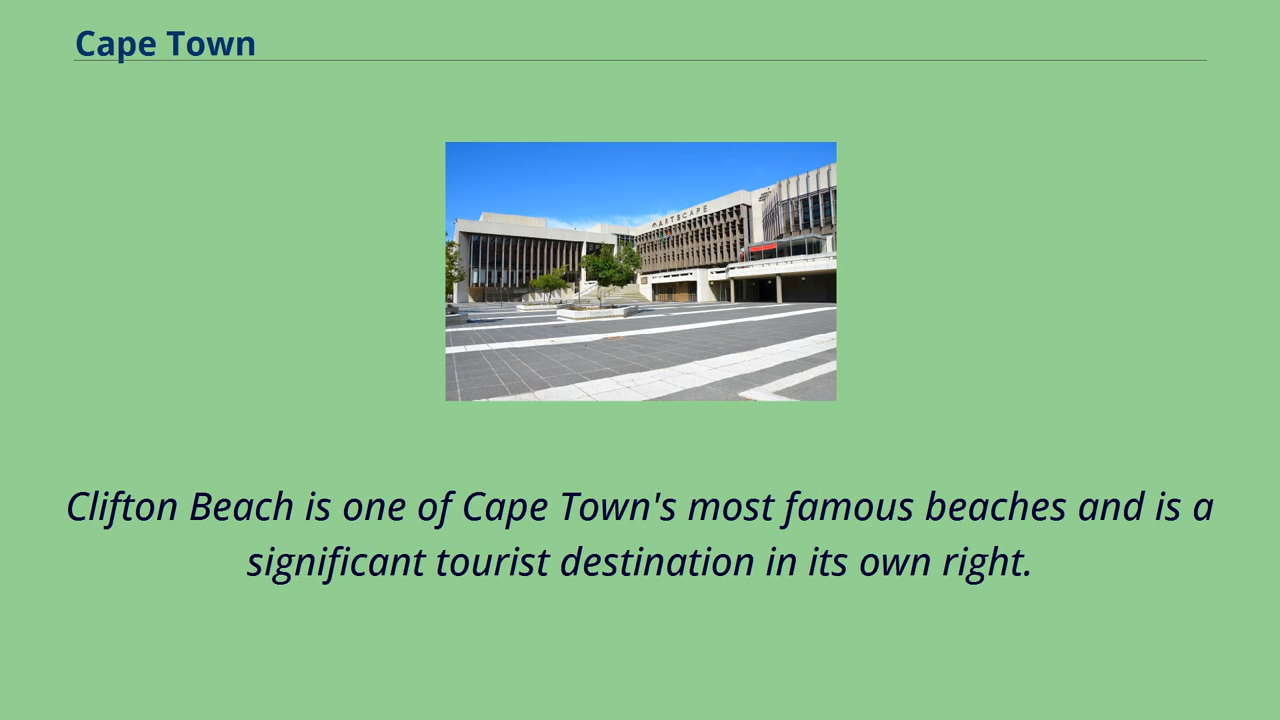 Cape Town
ARTSCAPE
Clifton Beach is one of Cape Town's most famous beaches and is a
significant tourist destination in its own right.